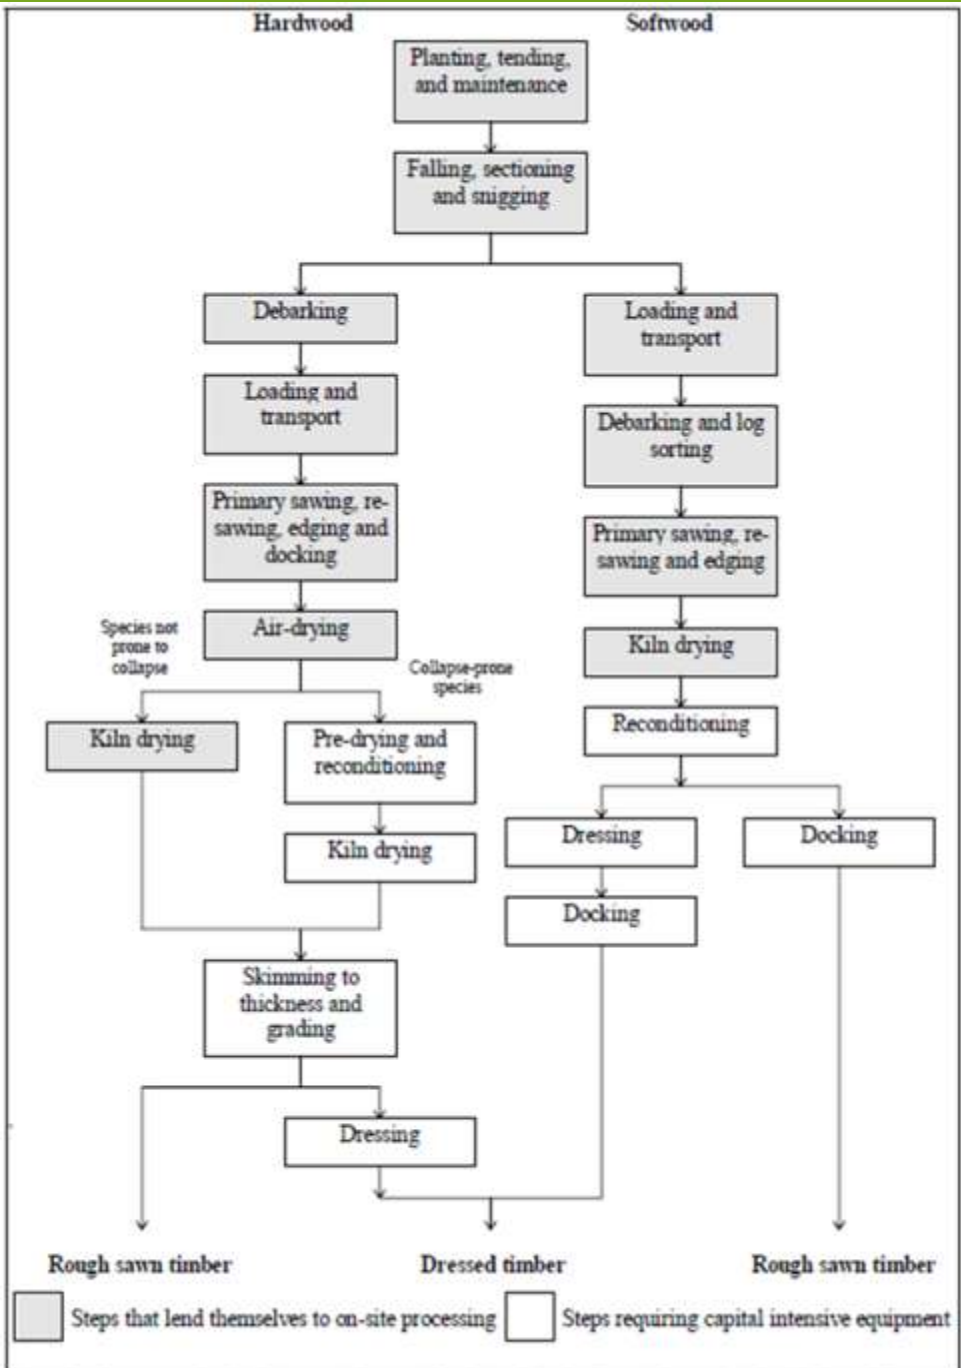 Hardwood
Softwood
Planting, tending,
and maintenance
Falling, sectioning
and snigging
Debarking
Loading and
transport
Primary sawing, re-
sawing, edging and
docking
Air-drying
Species not
prone to
collapse
Collapse-prone
species
Kiln drying
Pre-drying and
reconditioning
Kiln drying
Skimming to
thickness and
grading
Dressing
Loading and
transport
Debarking and log
sorting
Primary sawing, re-
sawing and edging
Kiln drying
Reconditioning
Dressing
Docking
Docking
Rough sawn timber
Dressed timber
Rough sawn timber
Steps that lend themselves to on-site processing
Steps requiring capital intensive equipment